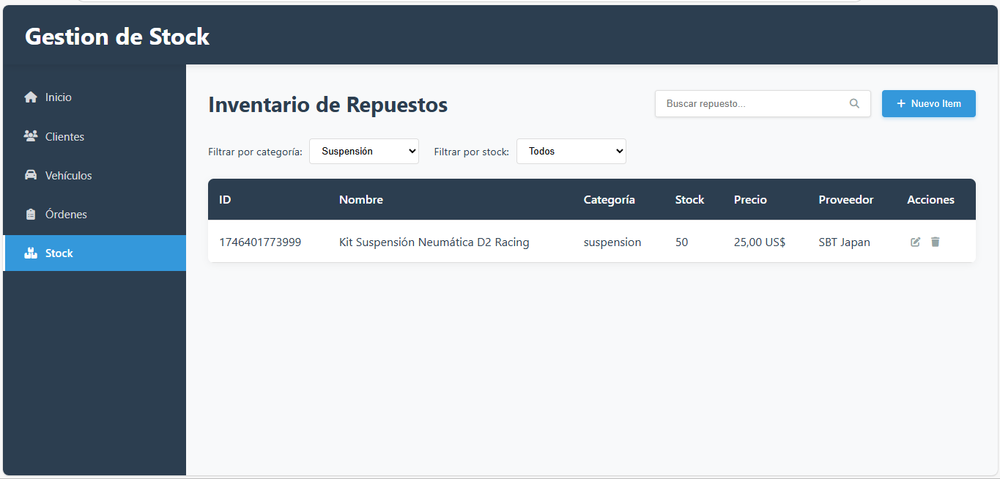 Gestion de Stock
Inicio
Clientes
Vehículos
Órdenes
Stock
Inventario de Repuestos
Buscar repuesto...
Nuevo Item
Filtrar por categoría: Suspensión Filtrar por stock: Todos
ID Nombre Categoría Stock Precio Proveedor Acciones
1746401773999 Kit Suspensión Neumática D2 Racing suspension 50 25,00 US$ SBT Japan